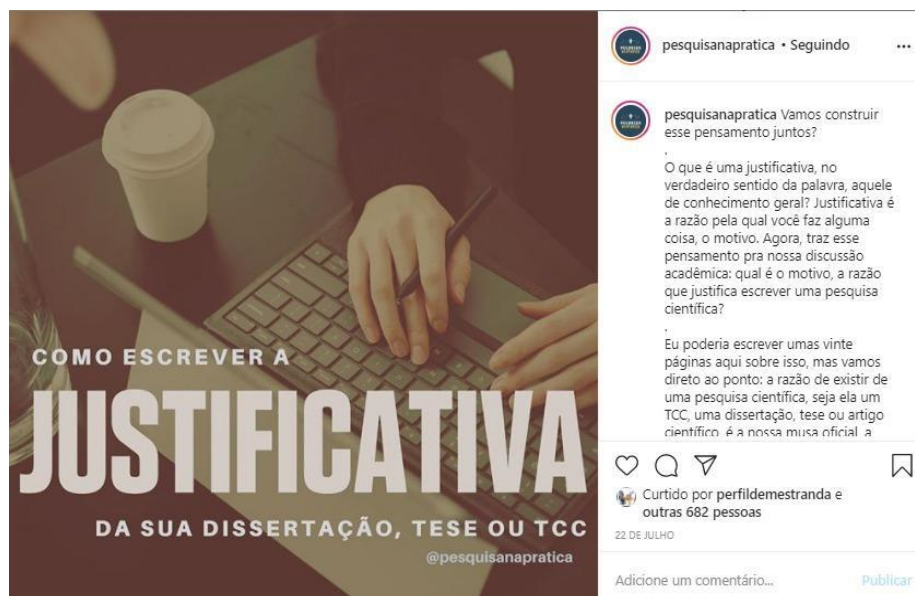 COMO ESCREVER A
JUSTIFICATIVA
DA SUA DISSERTAÇÃO, TESE OU TCC
@pesquisanapratica
pesquisanapratica • Seguindo
pesquisanapratica Vamos construir
esse pensamento juntos?
.
O que é uma justificativa, no
verdadeiro sentido da palavra, aquele
de conhecimento geral? Justificativa é
a razão pela qual você faz alguma
coisa, o motivo. Agora, traz esse
pensamento pra nossa discussão
acadêmica: qual é o motivo, a razão
que justifica escrever uma pesquisa
científica?
.
Eu poderia escrever umas vinte
páginas aqui sobre isso, mas vamos
direto ao ponto: a razão de existir de
uma pesquisa científica, seja ela um
TCC, uma dissertação, tese ou artigo
científico, é a nossa musa oficial, a
Curtido por perfildemestranda e
outras 682 pessoas
22 DE JULHO
Adicione um comentário...
Publicar